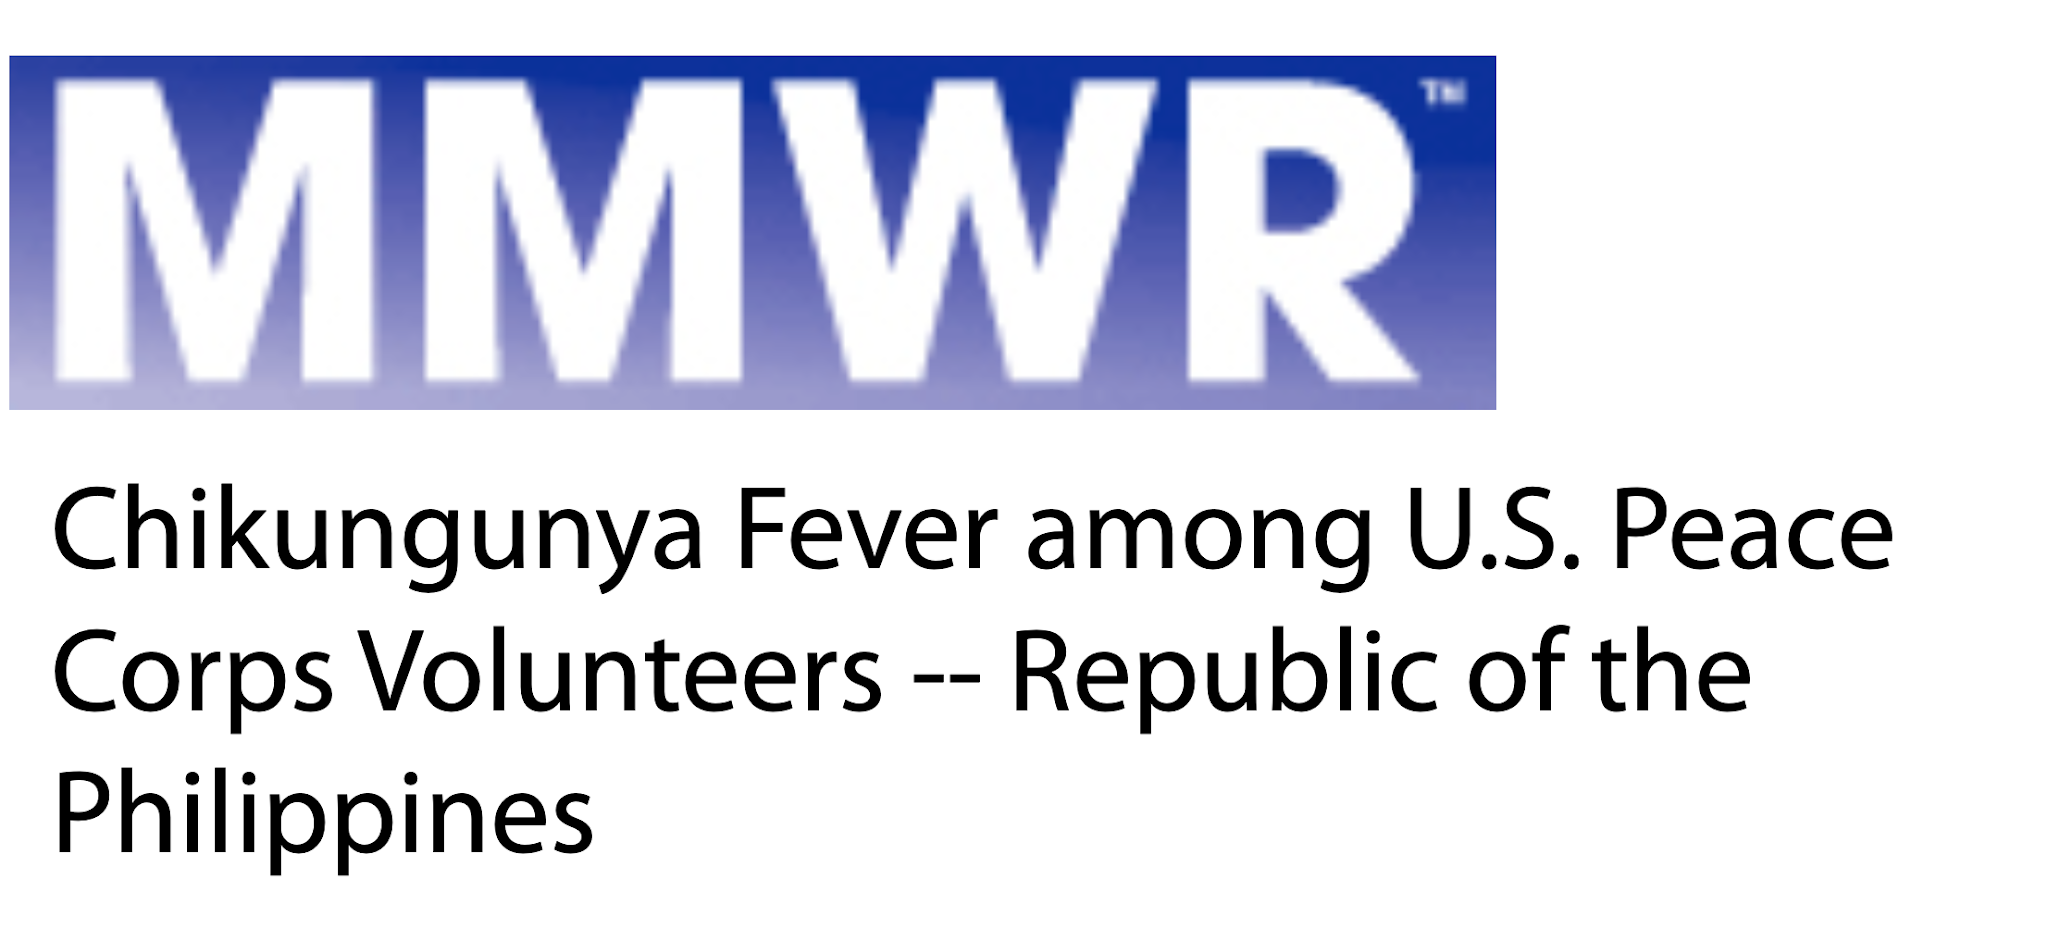 MMWR™
Chikungunya Fever among U.S. Peace
Corps Volunteers -- Republic of the
Philippines